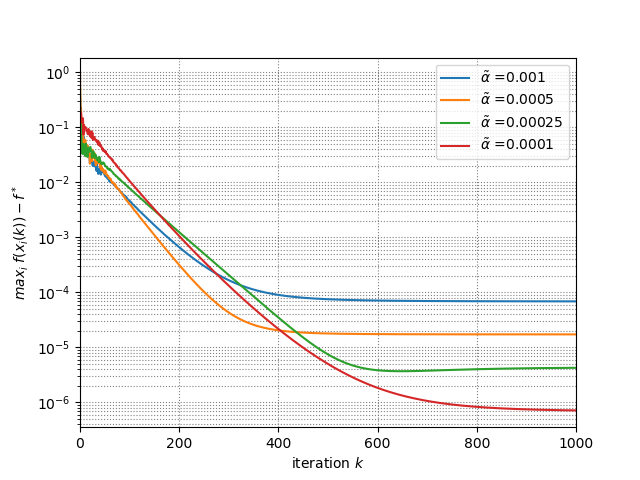 10⁰
10⁻¹
10⁻²
10⁻³
10⁻⁴
10⁻⁵
10⁻⁶
max_i f(x_i(k)) − f*
α̃ =0.001
α̃ =0.0005
α̃ =0.00025
α̃ =0.0001
0 200 400 600 800 1000
iteration k